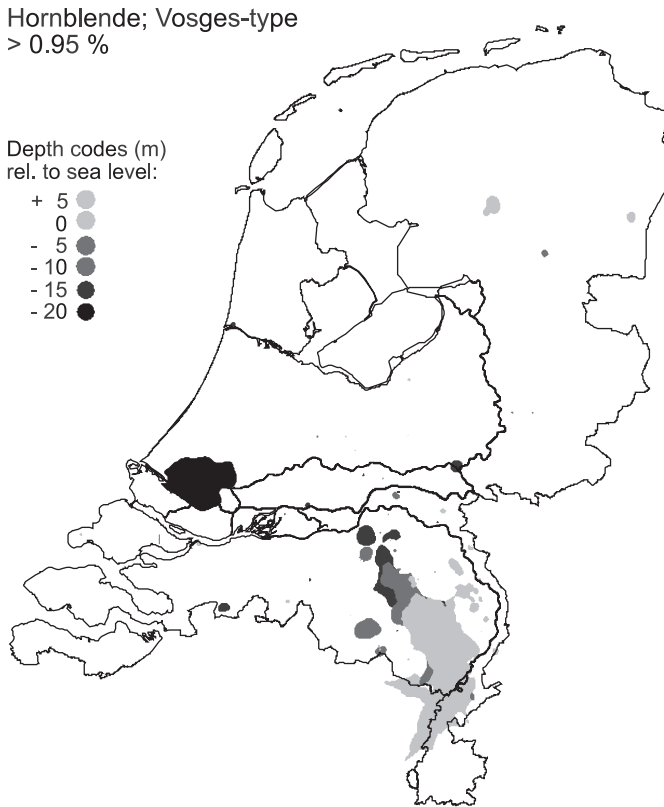 Hornblende; Vosges-type
> 0.95 %
Depth codes (m)
rel. to sea level:
+ 5
0
- 5
- 10
- 15
- 20